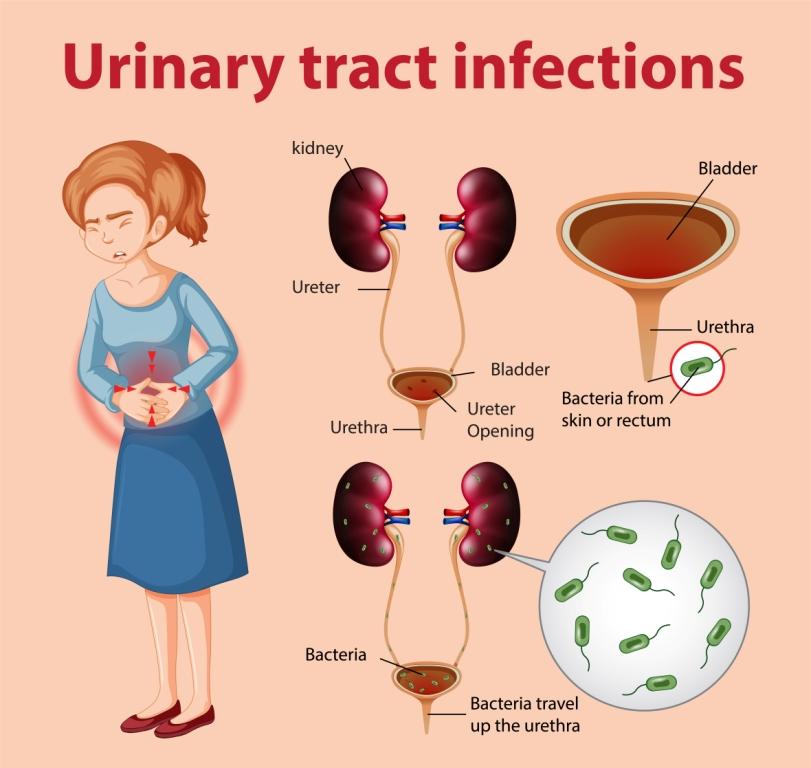 Urinary tract infections
kidney
Ureter
Bladder
Ureter
Opening
Urethra
Bladder
Urethra
Bacteria from
skin or rectum
Bacteria
Bacteria travel
up the urethra